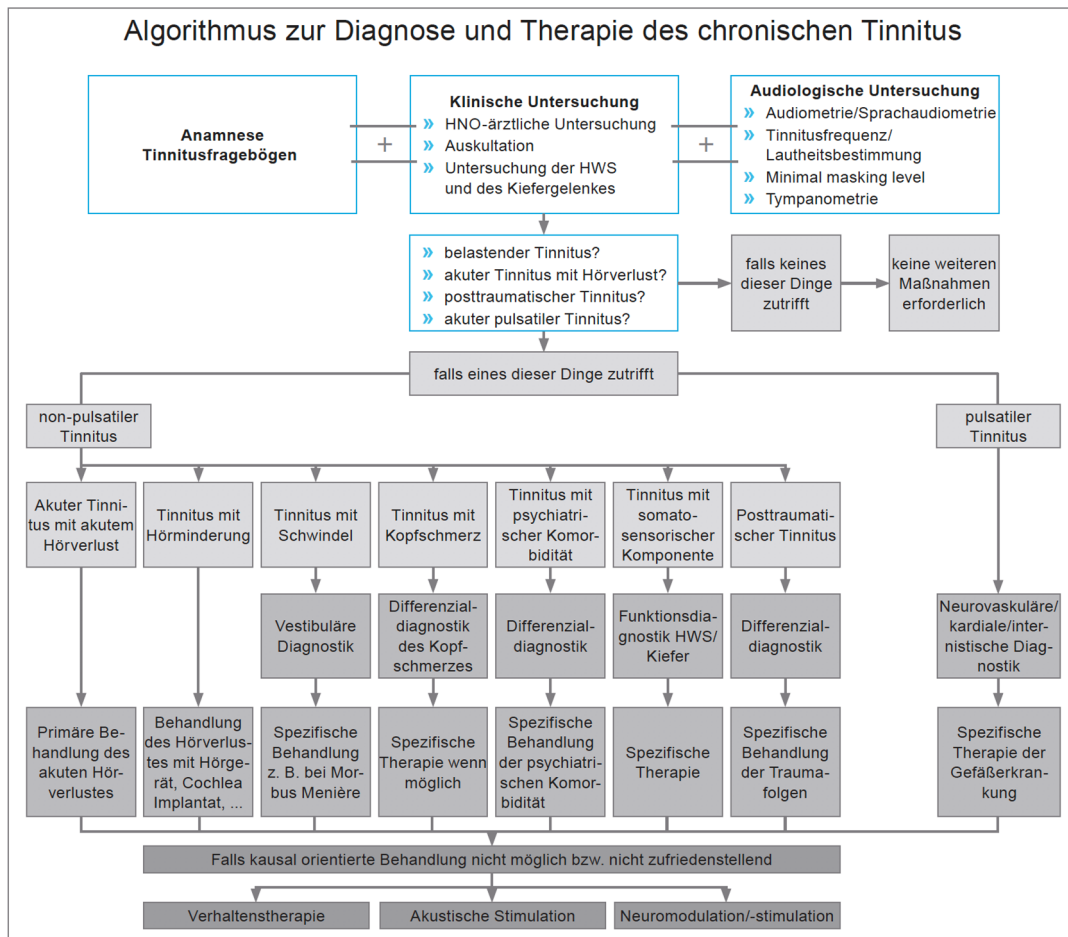 Algorithmus zur Diagnose und Therapie des chronischen Tinnitus
Anamnese
Tinnitusfragebögen
+
Klinische Untersuchung
» HNO-ärztliche Untersuchung
» Auskultation
» Untersuchung der HWS
und des Kiefergelenkes
+
Audiologische Untersuchung
» Audiometrie/Sprachaudiometrie
» Tinnitusfrequenz/
Lautheitsbestimmung
» Minimal masking level
» Tympanometrie
» belastender Tinnitus?
» akuter Tinnitus mit Hörverlust?
» posttraumatischer Tinnitus?
» akuter pulsatiler Tinnitus?
falls keines
dieser Dinge
zutrifft
keine weiteren
Maßnahmen
erforderlich
falls eines dieser Dinge zutrifft
non-pulsatiler
Tinnitus
pulsatiler
Tinnitus
Akuter Tinni-
tus mit akutem
Hörverlust
Tinnitus mit
Hörminderung
Tinnitus mit
Schwindel
Tinnitus mit
Kopfschmerz
Tinnitus mit
psychiatri-
scher Komor-
bidität
Tinnitus mit
somato-
sensorischer
Komponente
Posttraumati-
scher Tinnitus
Vestibuläre
Diagnostik
Differenzial-
diagnostik
des Kopf-
schmerzes
Differenzial-
diagnostik
Funktionsdia-
gnostik HWS/
Kiefer
Differenzial-
diagnostik
Neurovaskuläre/
kardiale/inter-
nistische Diag-
nostik
Primäre Be-
handlung des
akuten Hör-
verlustes
Behandlung
des Hörverlus-
tes mit Hörge-
rät, Cochlea
Implantat, ...
Spezifische
Behandlung
z. B. bei Mor-
bus Menière
Spezifische
Therapie wenn
möglich
Spezifische
Behandlung
der psychiatri-
schen Komor-
bidität
Spezifische
Therapie
Spezifische
Behandlung
der Trauma-
folgen
Spezifische
Therapie der
Gefäßerkran-
kung
Falls kausal orientierte Behandlung nicht möglich bzw. nicht zufriedenstellend
Verhaltenstherapie
Akustische Stimulation
Neuromodulation/-stimulation